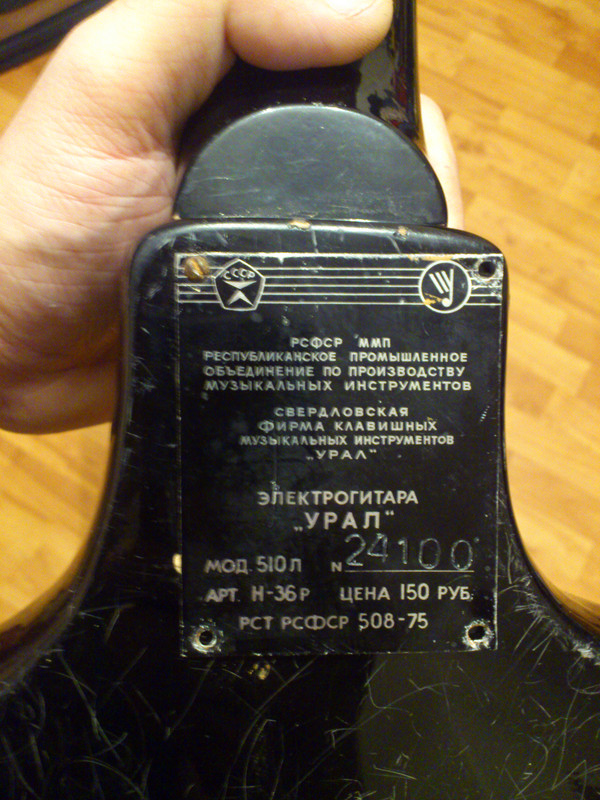 СССР
РСФСР ММП
РЕСПУБЛИКАНСКОЕ ПРОМЫШЛЕННОЕ
ОБЪЕДИНЕНИЕ ПО ПРОИЗВОДСТВУ
МУЗЫКАЛЬНЫХ ИНСТРУМЕНТОВ
СВЕРДЛОВСКАЯ
ФИРМА КЛАВИШНЫХ
МУЗЫКАЛЬНЫХ ИНСТРУМЕНТОВ
„УРАЛ"
ЭЛЕКТРОГИТАРА
„УРАЛ"
МОД. 510Л N 24100
АРТ. Н-36Р ЦЕНА 150 РУБ.
РСТ РСФСР 508-75